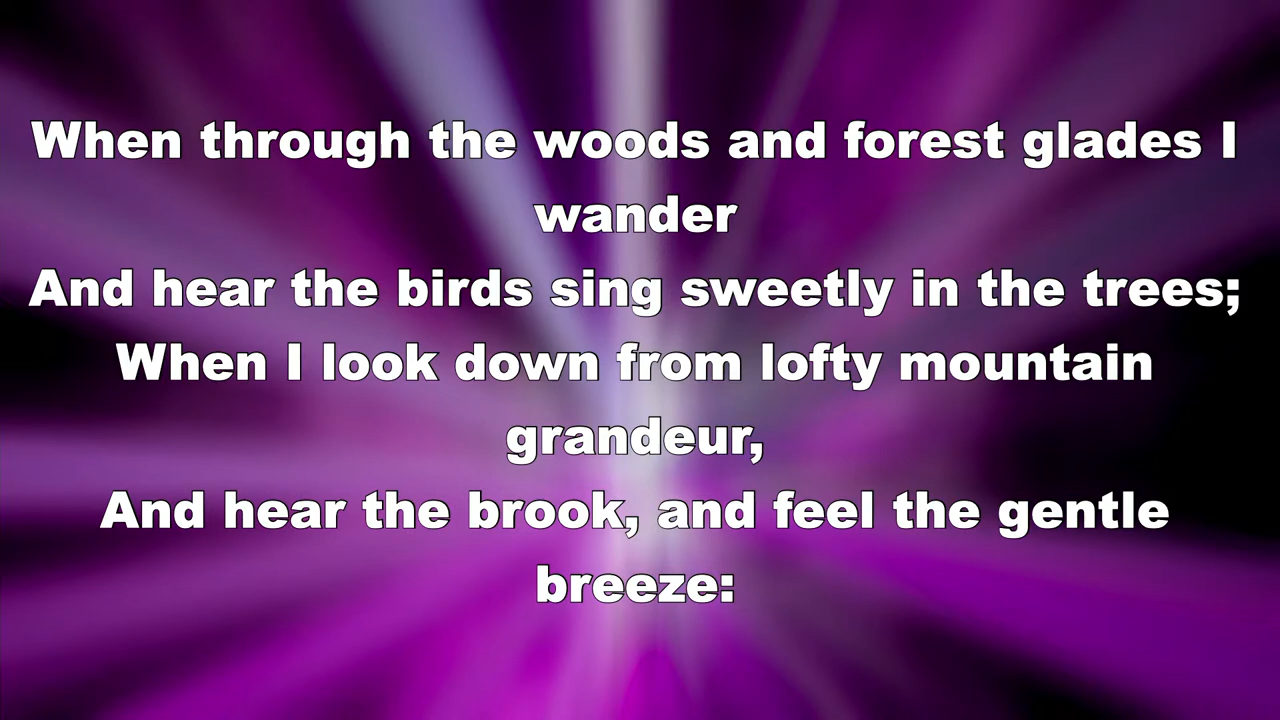 When through the woods and forest glades I
wander
And hear the birds sing sweetly in the trees;
When I look down from lofty mountain
grandeur,
And hear the brook, and feel the gentle
breeze: